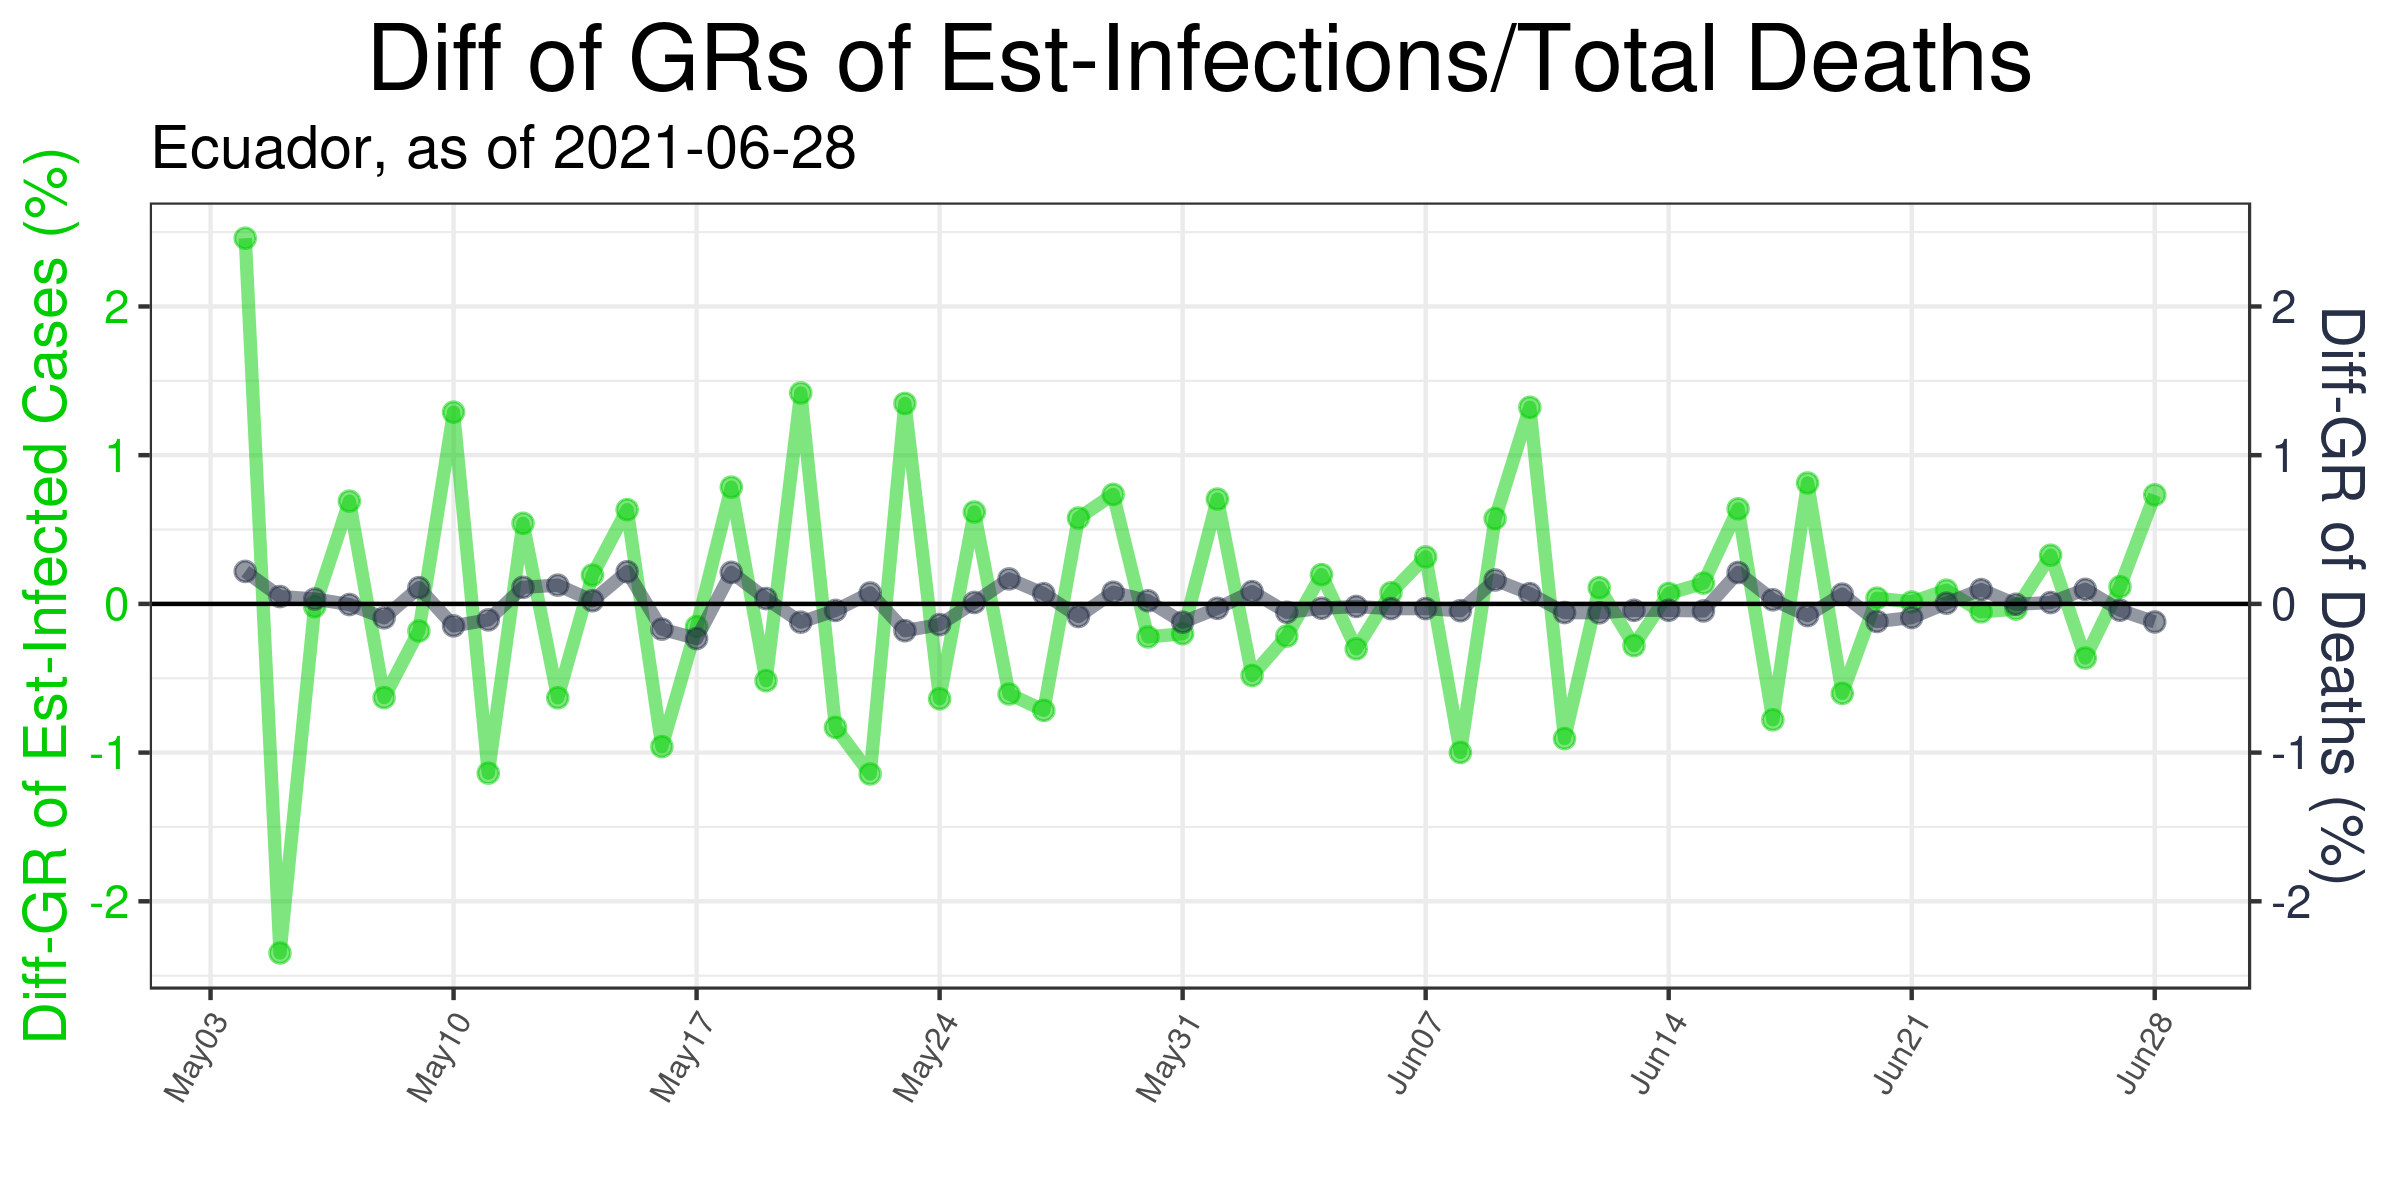 Diff of GRs of Est-Infections/Total Deaths
Ecuador, as of 2021-06-28
Diff-GR of Est-Infected Cases (%)
2
1
0
-1
-2
2
1
0
-1
-2
Diff-GR of Deaths (%)
May03
May10
May17
May24
May31
Jun07
Jun14
Jun21
Jun28